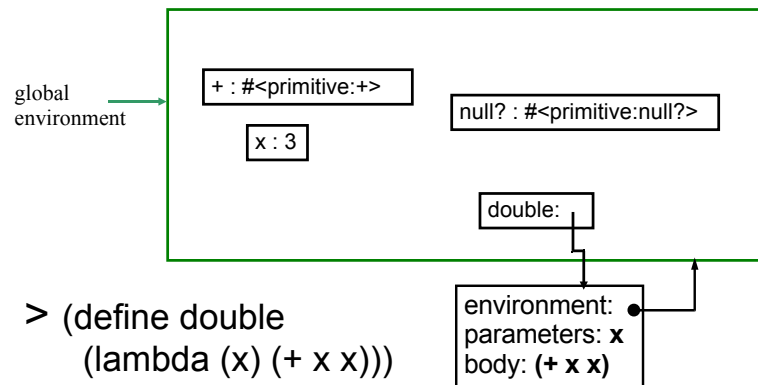 + : #<primitive:+>
global
environment
null? : #<primitive:null?>
x : 3
double:
> (define double
(lambda (x) (+ x x)))
environment:
parameters: x
body: (+ x x)